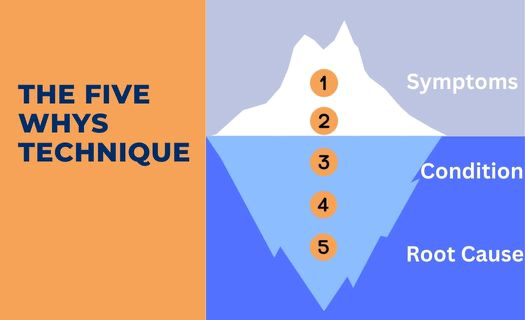 THE FIVE
WHYS
TECHNIQUE
1
Symptoms
2
3
Condition
4
5
Root Cause